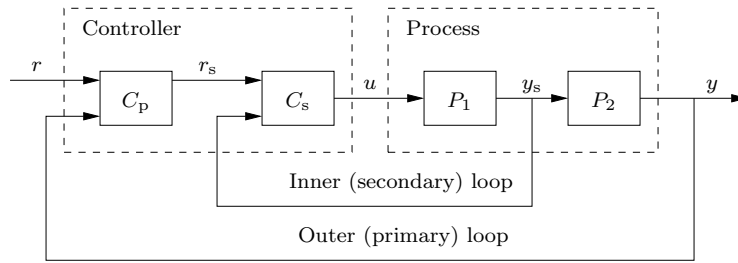 Controller
Process
r
r_s
u
y_s
y
C_p
C_s
P_1
P_2
Inner (secondary) loop
Outer (primary) loop